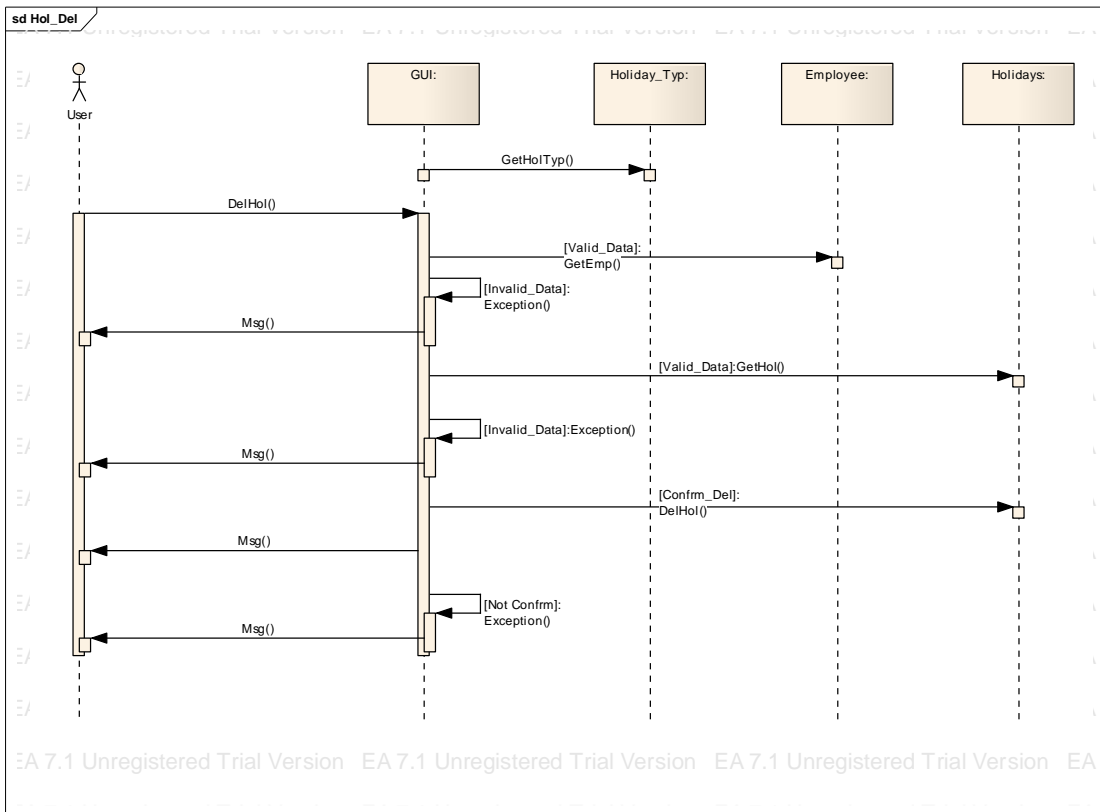 sd Hol_Del
EA 7.1 Unregistered Trial Version EA 7.1 Unregistered Trial Version EA 7.1 Unregistered Trial Version EA
User
GUI:
Holiday_Typ:
Employee:
Holidays:
GetHolTyp()
DelHol()
[Valid_Data]:
GetEmp()
[Invalid_Data]:
Exception()
Msg()
[Valid_Data]:GetHol()
[Invalid_Data]:Exception()
Msg()
[Confrm_Del]:
DelHol()
Msg()
[Not Confrm]:
Exception()
Msg()
EA 7.1 Unregistered Trial Version EA 7.1 Unregistered Trial Version EA 7.1 Unregistered Trial Version EA